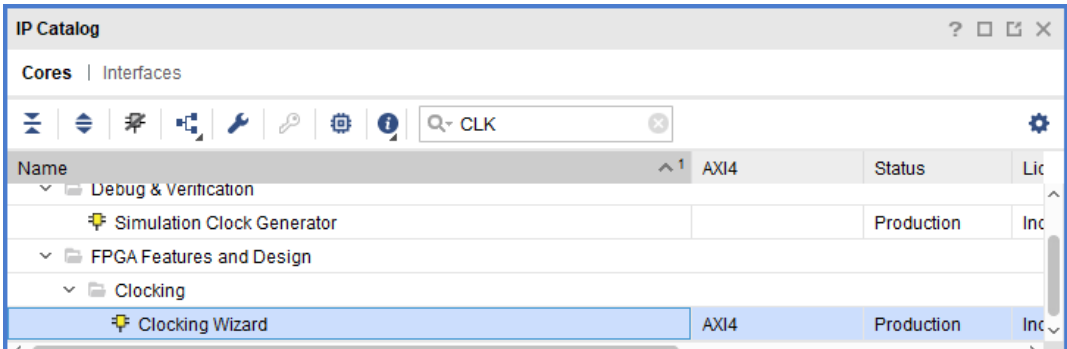 IP Catalog ?
Cores | Interfaces
CLK
Name 1 AXI4 Status Lic
Debug & Verification
Simulation Clock Generator Production Inc
FPGA Features and Design
Clocking
Clocking Wizard AXI4 Production Inc